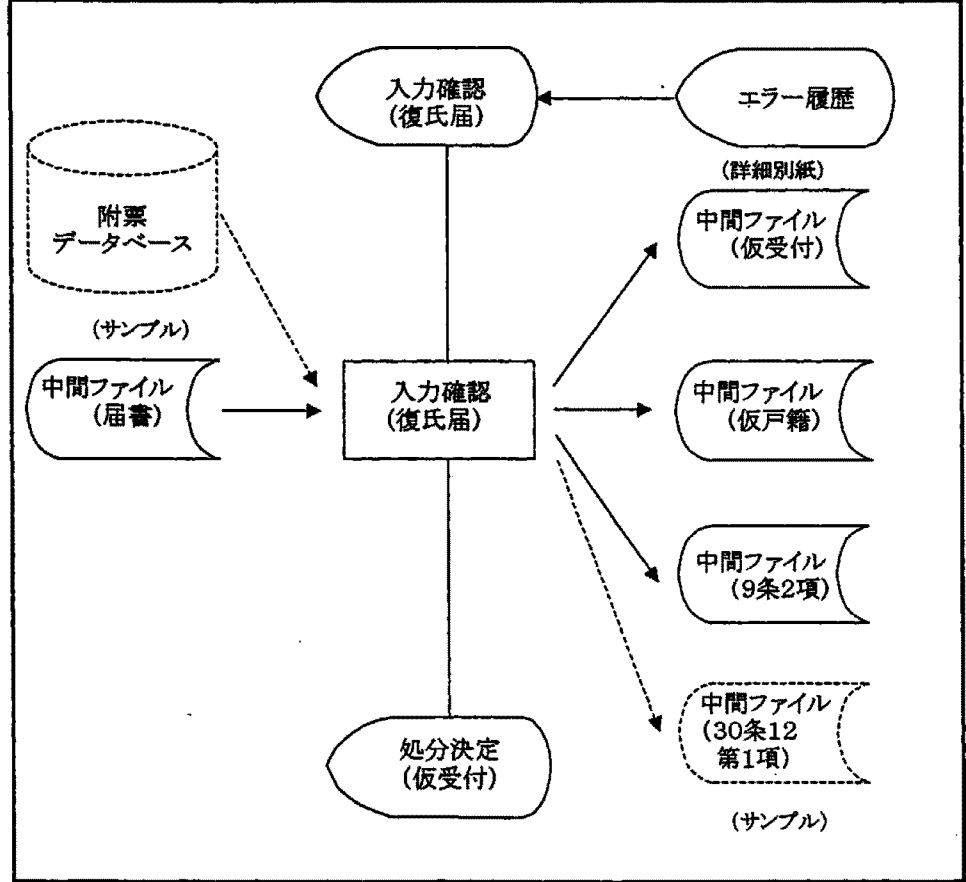 入力確認
(復氏届)
エラー履歴
(詳細別紙)
附票
データベース
(サンプル)
中間ファイル
(仮受付)
中間ファイル
(届書)
入力確認
(復氏届)
中間ファイル
(仮戸籍)
中間ファイル
(9条2項)
中間ファイル
(30条12
第1項)
(サンプル)
処分決定
(仮受付)